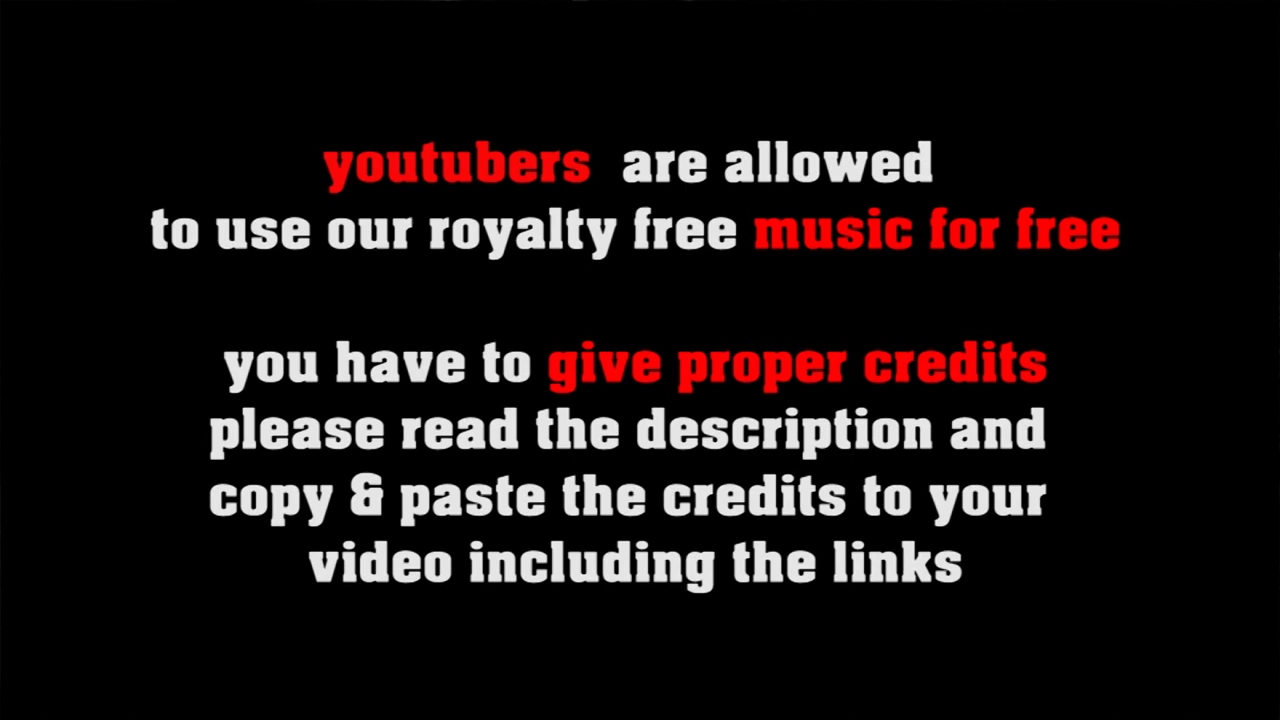 youtubers are allowed
to use our royalty free music for free
you have to give proper credits
please read the description and
copy & paste the credits to your
video including the links